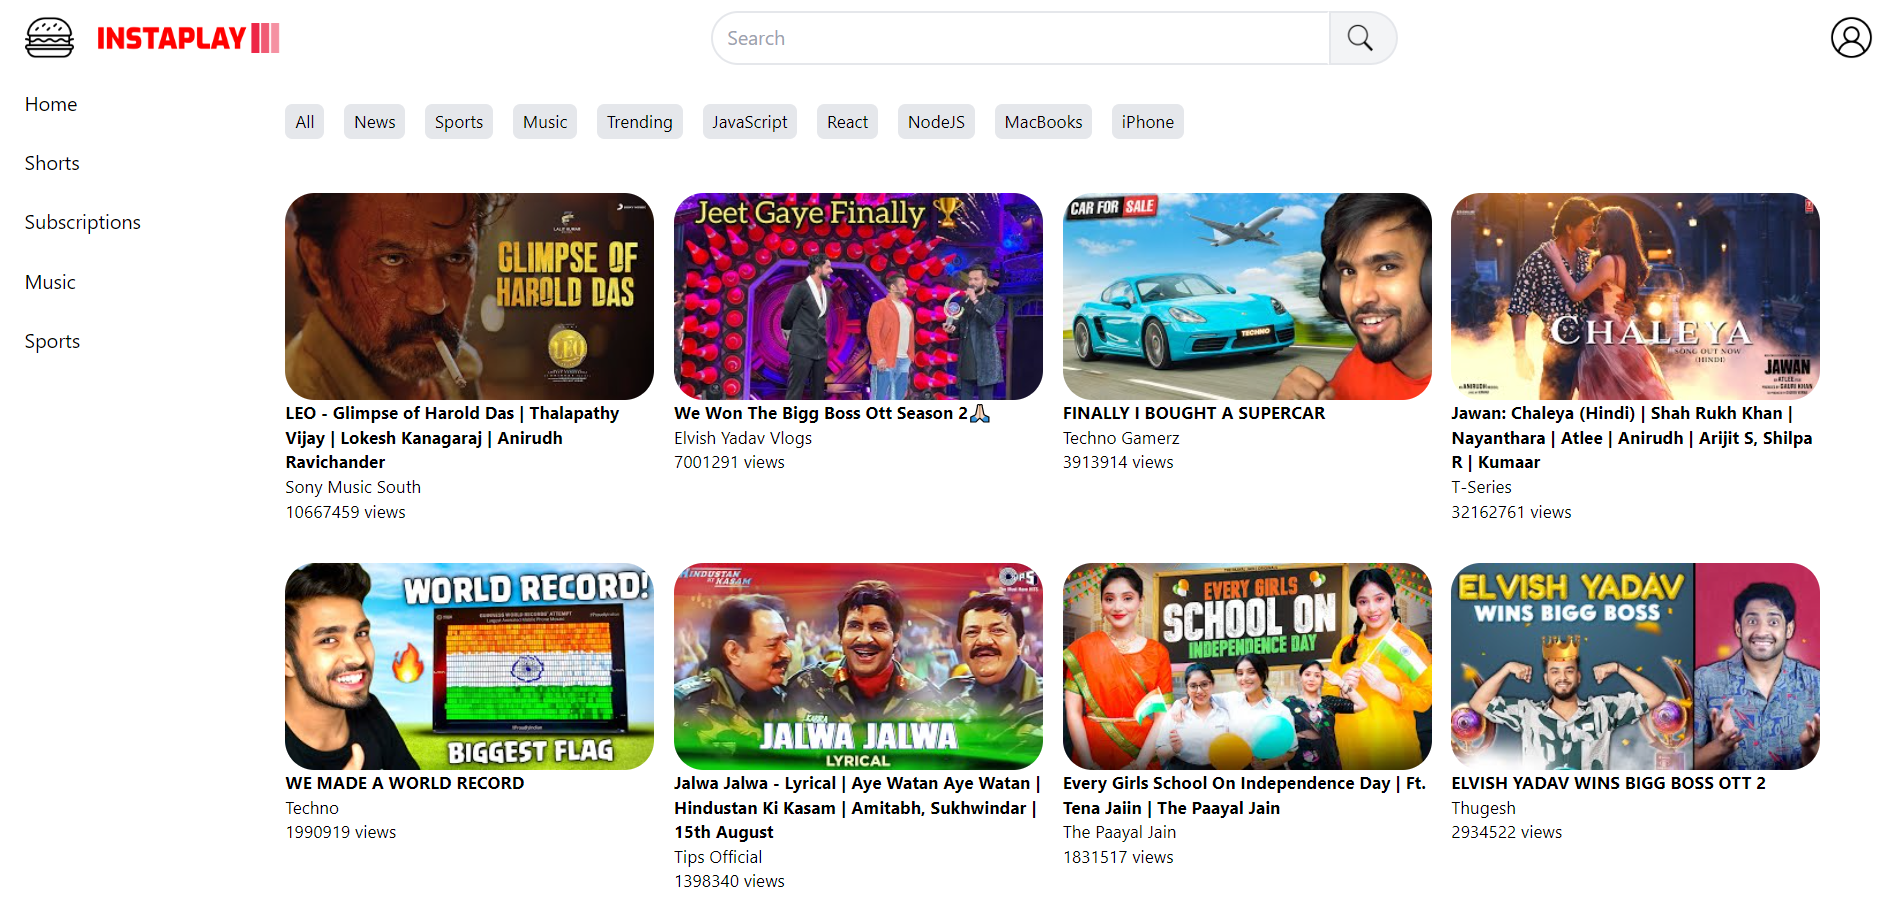 INSTAPLAY
Search
Home
Shorts
Subscriptions
Music
Sports
All News Sports Music Trending JavaScript React NodeJS MacBooks iPhone
GLIMPSE OF
HAROLD DAS
LEO
LEO - Glimpse of Harold Das | Thalapathy
Vijay | Lokesh Kanagaraj | Anirudh
Ravichander
Sony Music South
10667459 views
Jeet Gaye Finally 🏆
We Won The Bigg Boss Ott Season 2🙏🏻
Elvish Yadav Vlogs
7001291 views
CAR FOR SALE
TECHNO
FINALLY I BOUGHT A SUPERCAR
Techno Gamerz
3913914 views
CHALEYA
SONG OUT NOW
(HINDI)
JAWAN
Jawan: Chaleya (Hindi) | Shah Rukh Khan |
Nayanthara | Atlee | Anirudh | Arijit S, Shilpa
R | Kumaar
T-Series
32162761 views
WORLD RECORD!
GUINNESS WORLD RECORDS' ATTEMPT
BIGGEST FLAG
WE MADE A WORLD RECORD
Techno
1990919 views
HINDUSTAN
KI KASAM
TIPS
JALWA JALWA
LYRICAL
Jalwa Jalwa - Lyrical | Aye Watan Aye Watan |
Hindustan Ki Kasam | Amitabh, Sukhwindar |
15th August
Tips Official
1398340 views
EVERY GIRLS
SCHOOL ON
INDEPENDENCE DAY
Every Girls School On Independence Day | Ft.
Tena Jaiin | The Paayal Jain
The Paayal Jain
1831517 views
ELVISH YADAV
WINS BIGG BOSS
ELVISH YADAV WINS BIGG BOSS OTT 2
Thugesh
2934522 views